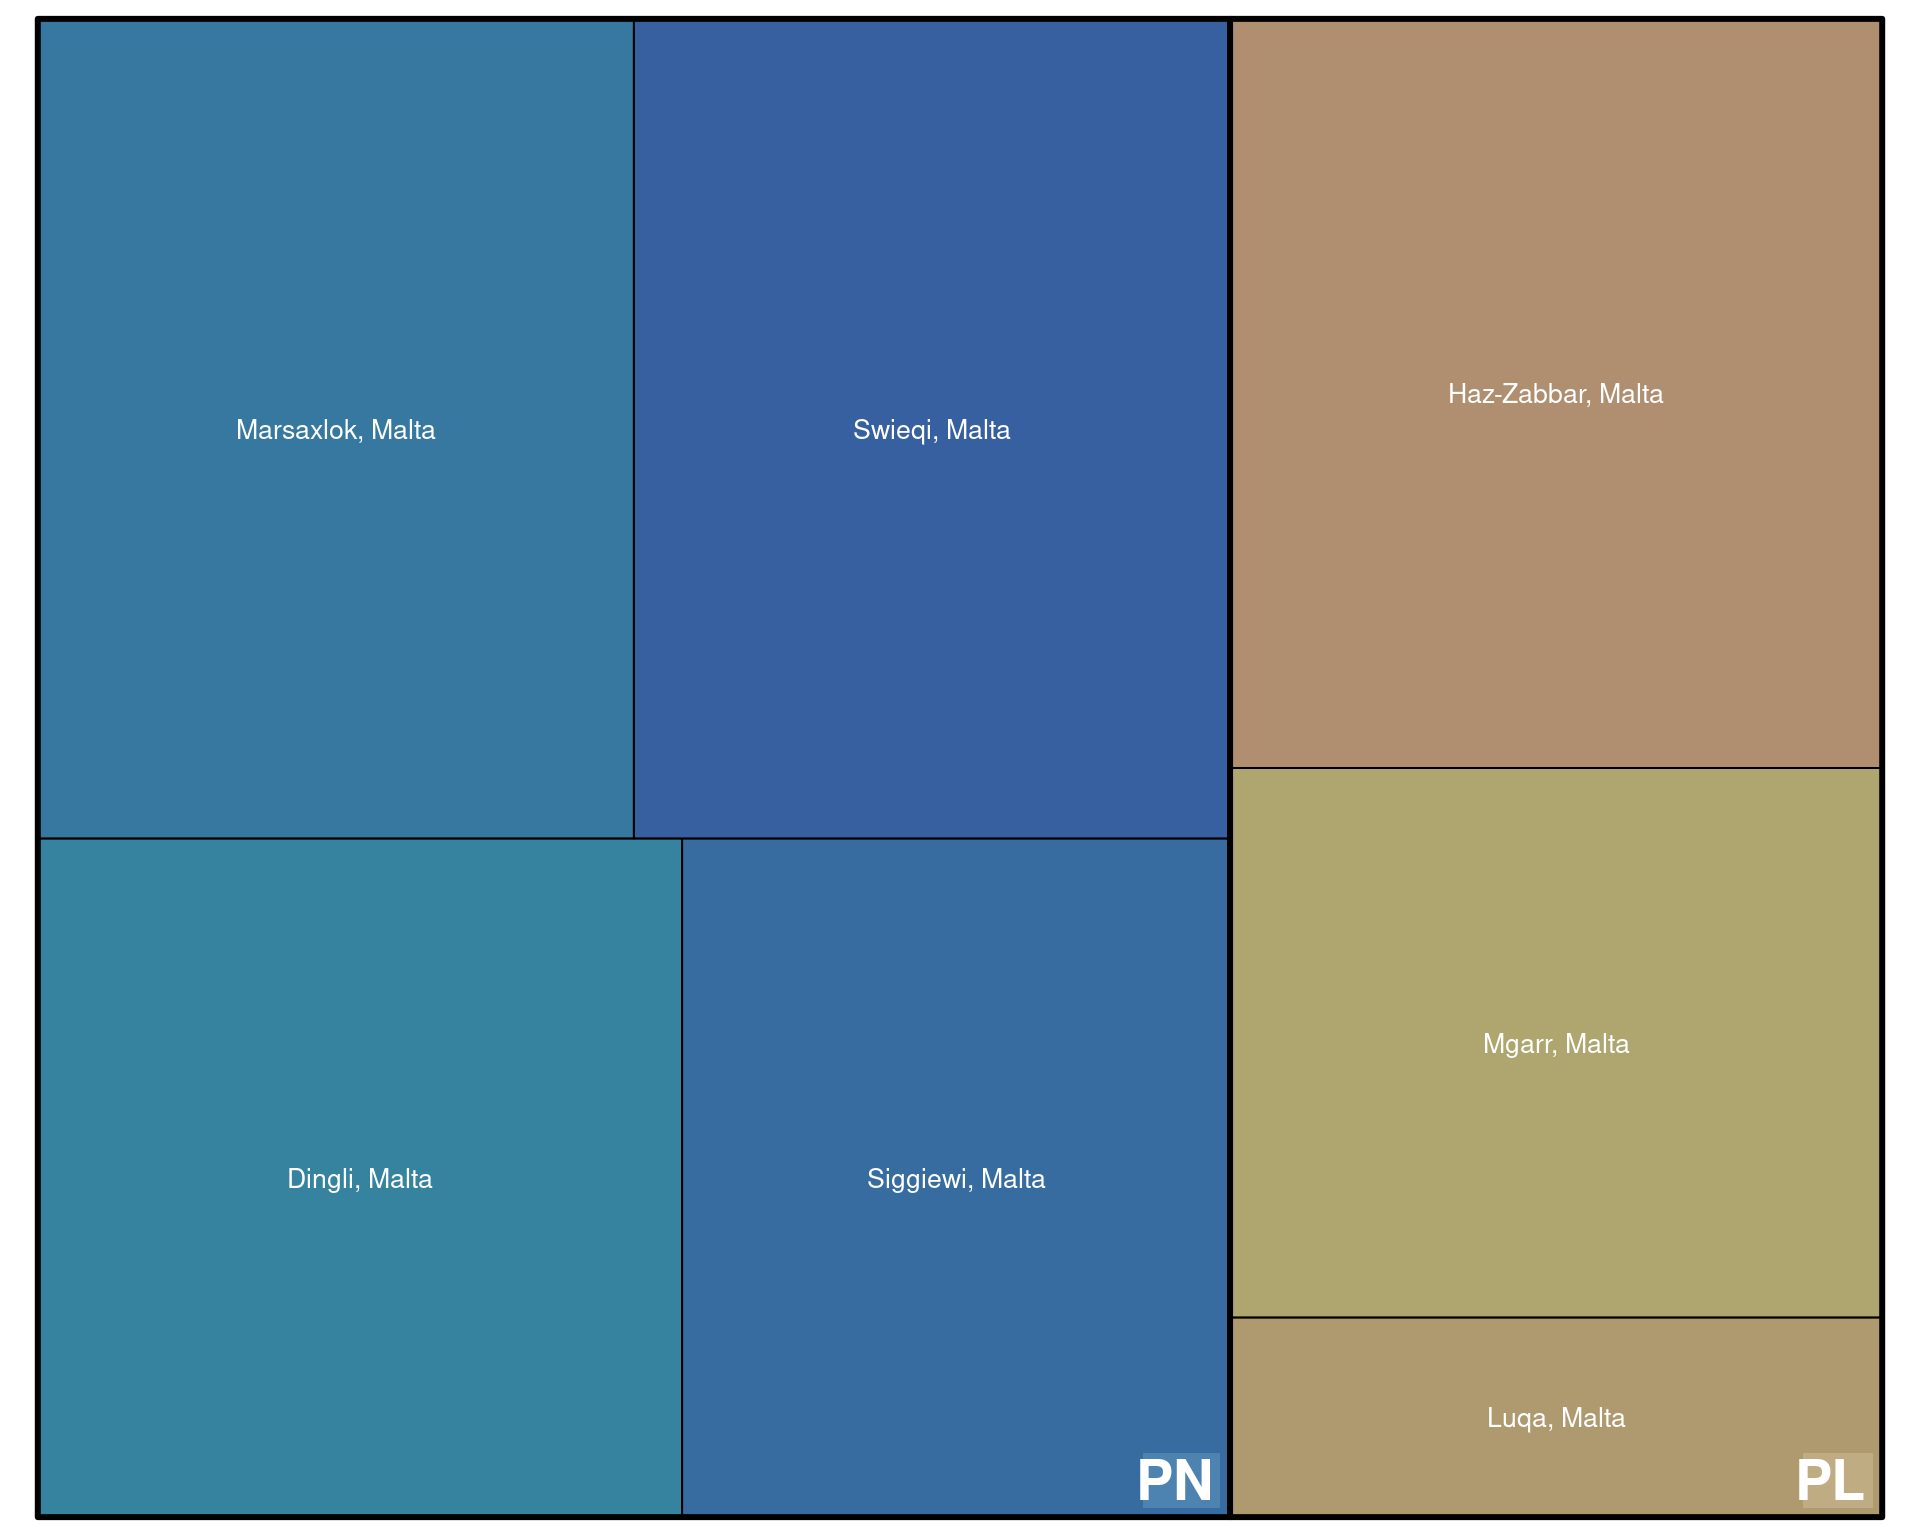 Marsaxlok, Malta
Swieqi, Malta
Haz-Zabbar, Malta
Mgarr, Malta
Dingli, Malta
Siggiewi, Malta
Luqa, Malta
PN
PL